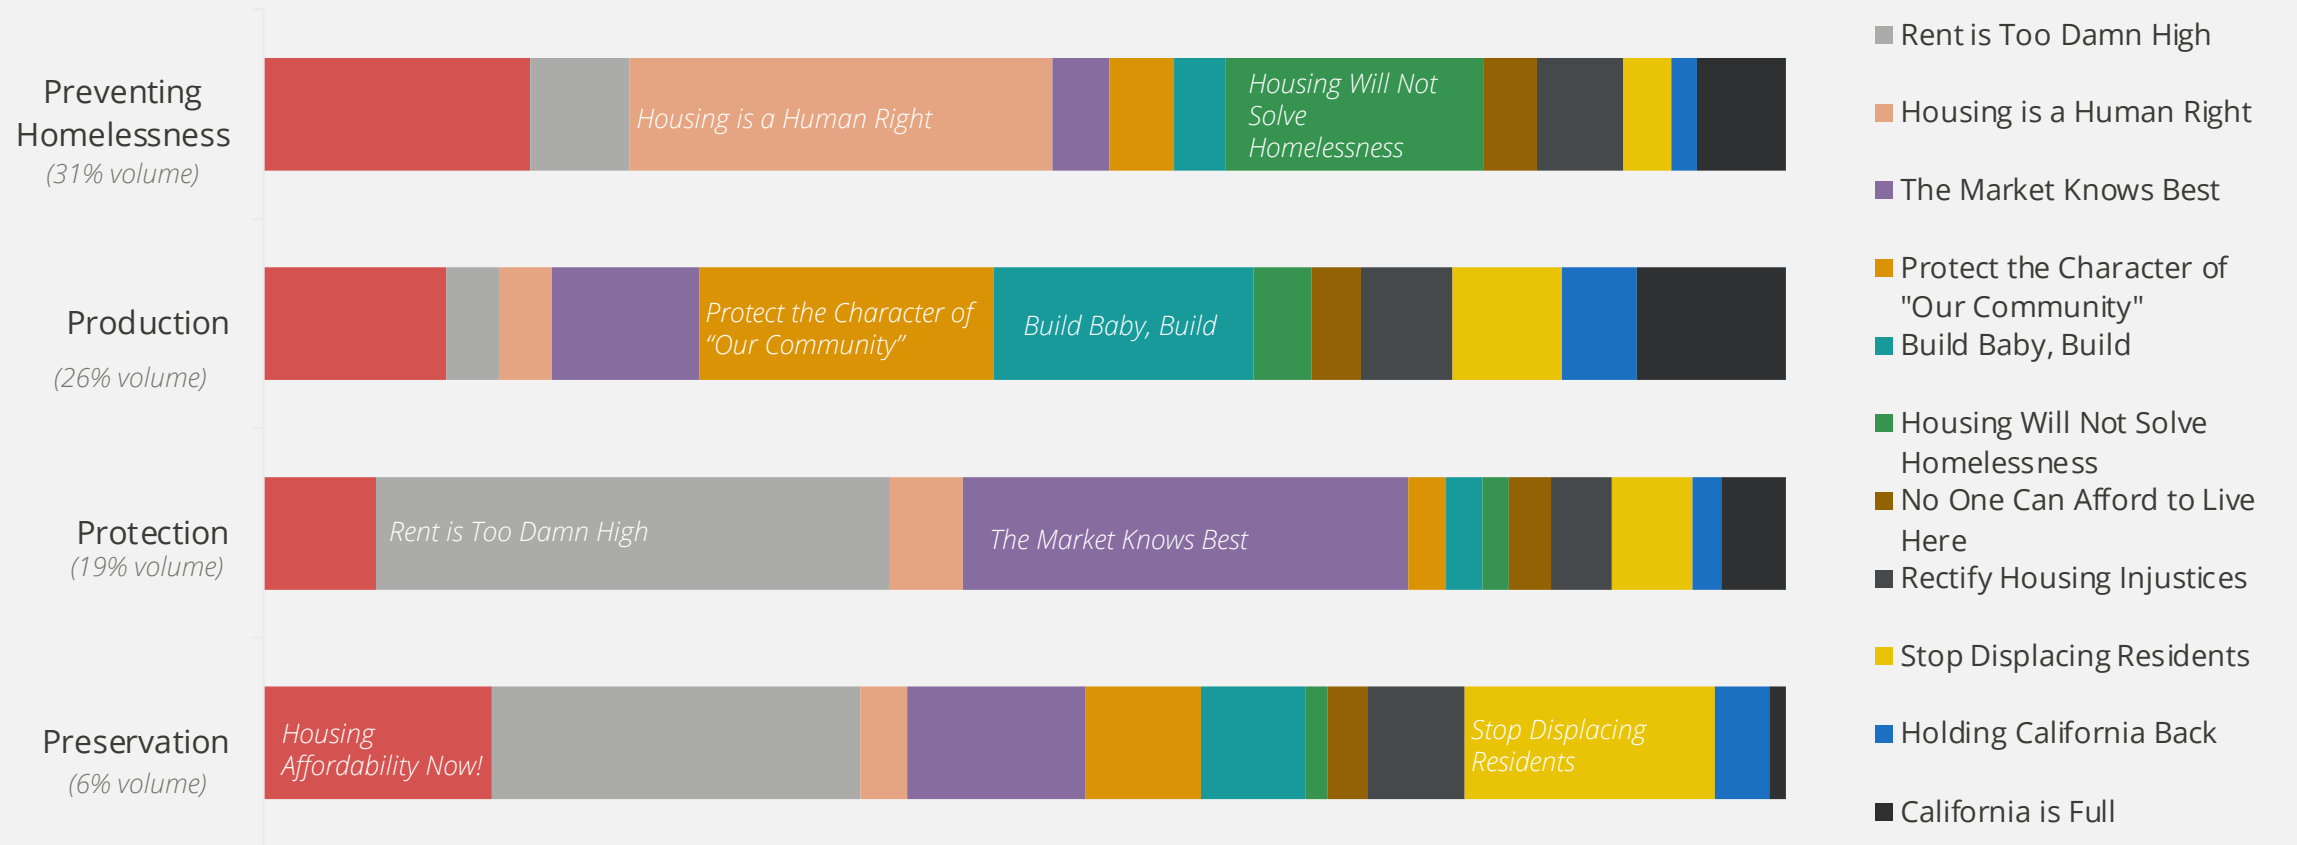 Preventing
Homelessness
(31% volume)
Housing is a Human Right
Housing Will Not
Solve
Homelessness
Production
(26% volume)
Protect the Character of
“Our Community”
Build Baby, Build
Protection
(19% volume)
Rent is Too Damn High
The Market Knows Best
Preservation
(6% volume)
Housing
Affordability Now!
Stop Displacing
Residents
Rent is Too Damn High
Housing is a Human Right
The Market Knows Best
Protect the Character of
"Our Community"
Build Baby, Build
Housing Will Not Solve
Homelessness
No One Can Afford to Live
Here
Rectify Housing Injustices
Stop Displacing Residents
Holding California Back
California is Full